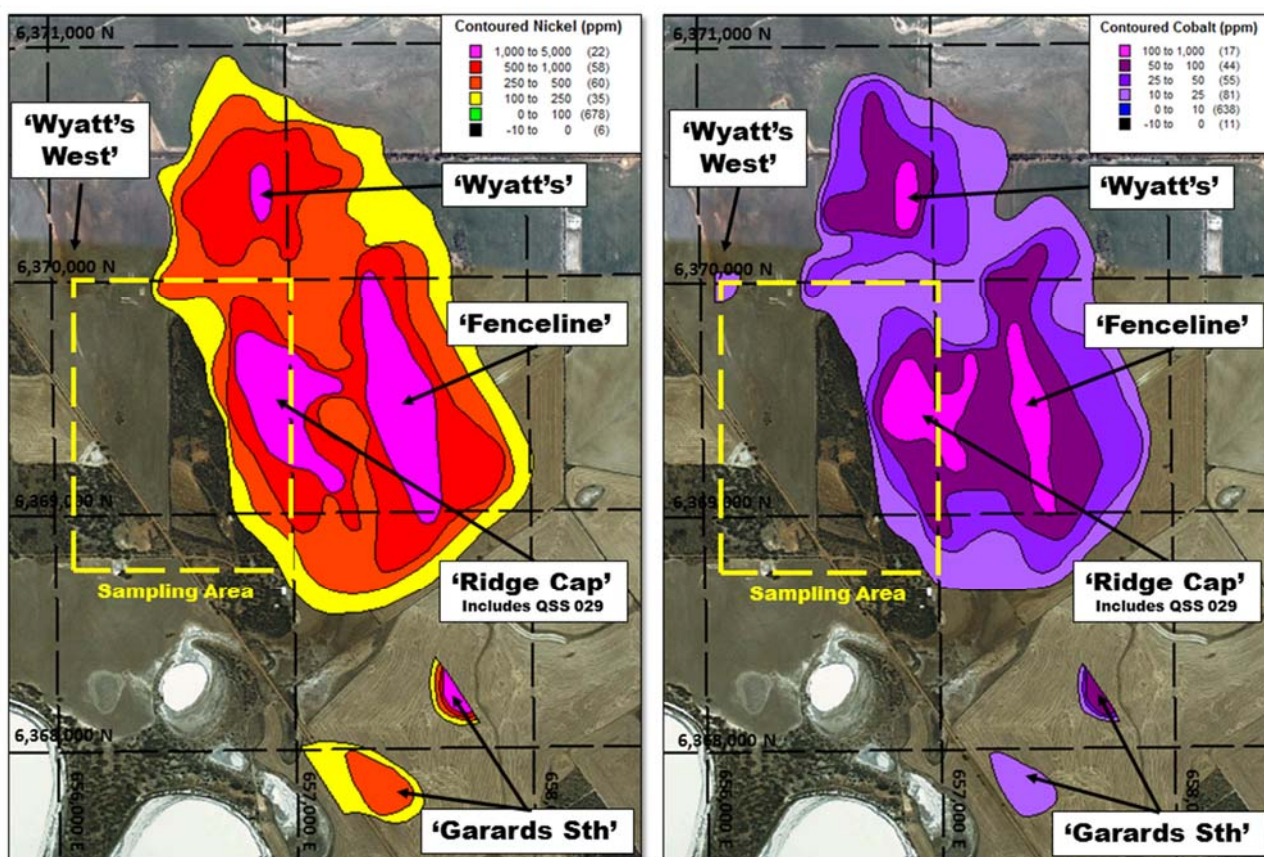 Contoured Nickel (ppm)
1,000 to 5,000 (22)
500 to 1,000 (58)
250 to 500 (60)
100 to 250 (35)
0 to 100 (678)
-10 to 0 (6)
6,371,000 N
'Wyatt's
West'
'Wyatt's'
6,370,000 N
'Fenceline'
6,369,000 N
'Ridge Cap'
Includes QSS 029
Sampling Area
6,368,000 N
656,000 E
657,000 E
658,
'Garards Sth'
Contoured Cobalt (ppm)
100 to 1,000 (17)
50 to 100 (44)
25 to 50 (55)
10 to 25 (81)
0 to 10 (638)
-10 to 0 (11)
6,371,000 N
'Wyatt's
West'
'Wyatt's'
6,370,000 N
'Fenceline'
6,369,000 N
'Ridge Cap'
Includes QSS 029
Sampling Area
6,368,000 N
656,000 E
657,000 E
658,0
'Garards Sth'